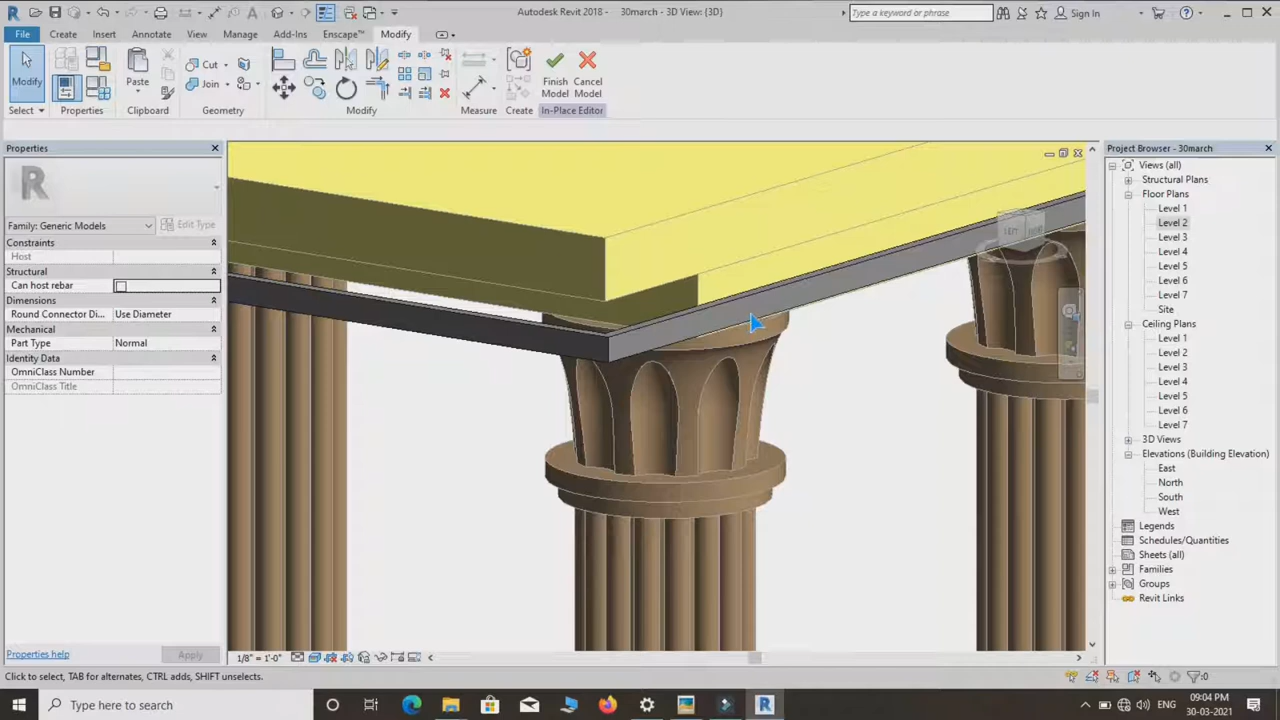 Autodesk Revit 2018 - 30march - 3D View: {3D}
Type a keyword or phrase
Sign In
File Create Insert Annotate View Manage Add-Ins Enscape™ Modify
Modify
Paste
Cut
Join
Finish Model
Cancel Model
Select Properties Clipboard Geometry Modify Measure Create In-Place Editor
Properties
R
Family: Generic Models
Edit Type
Constraints
Host
Structural
Can host rebar
Dimensions
Round Connector Di... Use Diameter
Mechanical
Part Type Normal
Identity Data
OmniClass Number
OmniClass Title
Properties help
Apply
LEFT
1/8" = 1'-0"
Project Browser - 30march
Views (all)
Structural Plans
Floor Plans
Level 1
Level 2
Level 3
Level 4
Level 5
Level 6
Level 7
Site
Ceiling Plans
Level 1
Level 2
Level 3
Level 4
Level 5
Level 6
Level 7
3D Views
Elevations (Building Elevation)
East
North
South
West
Legends
Schedules/Quantities
Sheets (all)
Families
Groups
Revit Links
Click to select, TAB for alternates, CTRL adds, SHIFT unselects.
:0
Type here to search
ENG
09:04 PM
30-03-2021